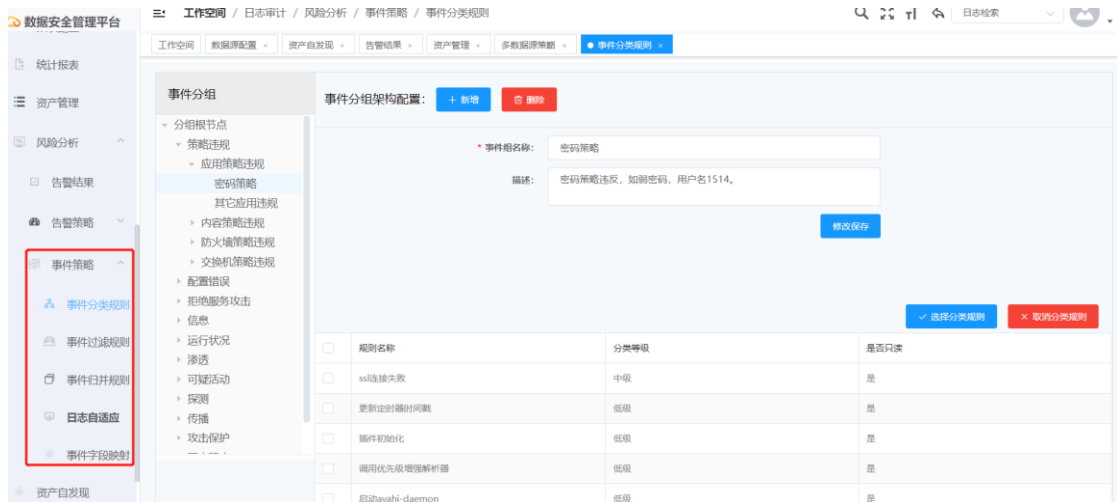 数据安全管理平台
工作空间 / 日志审计 / 风险分析 / 事件策略 / 事件分类规则
日志检索
工作空间 数据源配置 × 资产自发现 × 告警结果 × 资产管理 × 多数据源策略 × 事件分类规则 ×
统计报表
资产管理
风险分析
告警结果
告警策略
事件策略
事件分类规则
事件过滤规则
事件归并规则
日志自适应
事件字段映射
资产自发现
事件分组
分组根节点
策略违规
应用策略违规
密码策略
其它应用违规
内容策略违规
防火墙策略违规
交换机策略违规
配置错误
拒绝服务攻击
信息
运行状况
渗透
可疑活动
探测
传播
攻击保护
事件分组架构配置: + 新增 删除
* 事件组名称: 密码策略
描述: 密码策略违反，如弱密码，用户名1514。
修改保存
选择分类规则 × 取消分类规则
规则名称 分类等级 是否只读
ssl连接失败 中级 是
更新定时器时间戳 低级 是
插件初始化 低级 是
调用优先级增强解析器 低级 是
启动avahi-daemon 低级 是